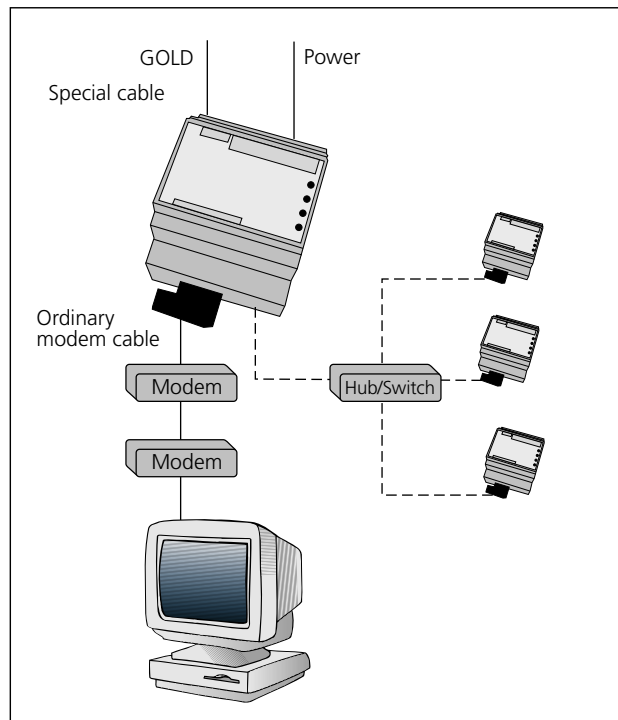 GOLD
Power
Special cable
Ordinary
modem cable
Modem
Hub/Switch
Modem